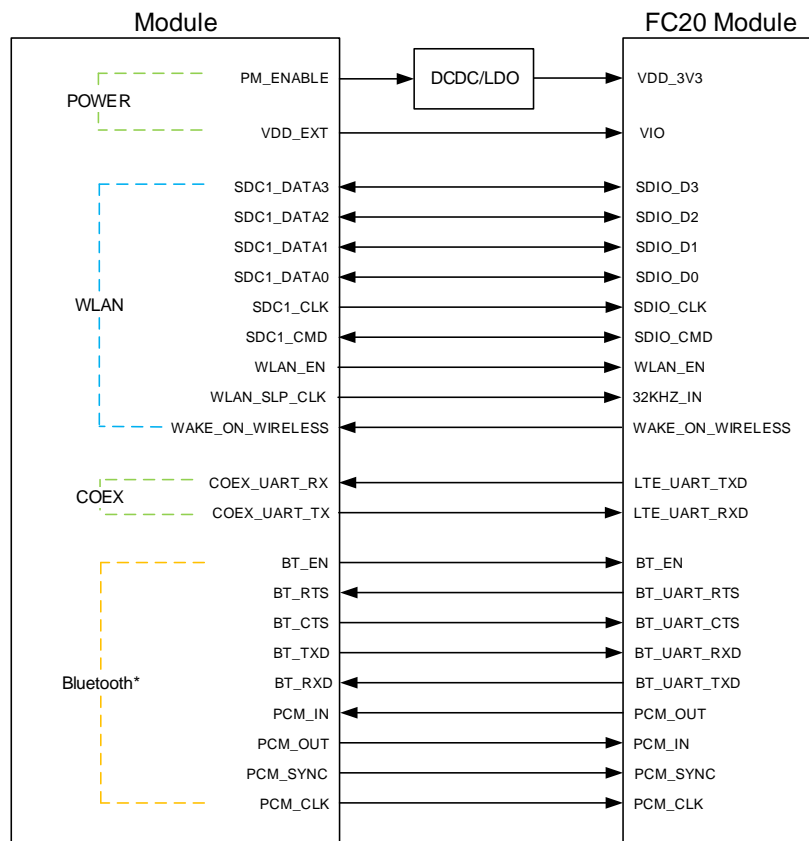 Module FC20 Module
PM_ENABLE DCDC/LDO VDD_3V3
POWER
VDD_EXT VIO
SDC1_DATA3 SDIO_D3
SDC1_DATA2 SDIO_D2
SDC1_DATA1 SDIO_D1
SDC1_DATA0 SDIO_D0
WLAN SDC1_CLK SDIO_CLK
SDC1_CMD SDIO_CMD
WLAN_EN WLAN_EN
WLAN_SLP_CLK 32KHZ_IN
WAKE_ON_WIRELESS WAKE_ON_WIRELESS
COEX_UART_RX LTE_UART_TXD
COEX
COEX_UART_TX LTE_UART_RXD
BT_EN BT_EN
BT_RTS BT_UART_RTS
BT_CTS BT_UART_CTS
BT_TXD BT_UART_RXD
Bluetooth* BT_RXD BT_UART_TXD
PCM_IN PCM_OUT
PCM_OUT PCM_IN
PCM_SYNC PCM_SYNC
PCM_CLK PCM_CLK